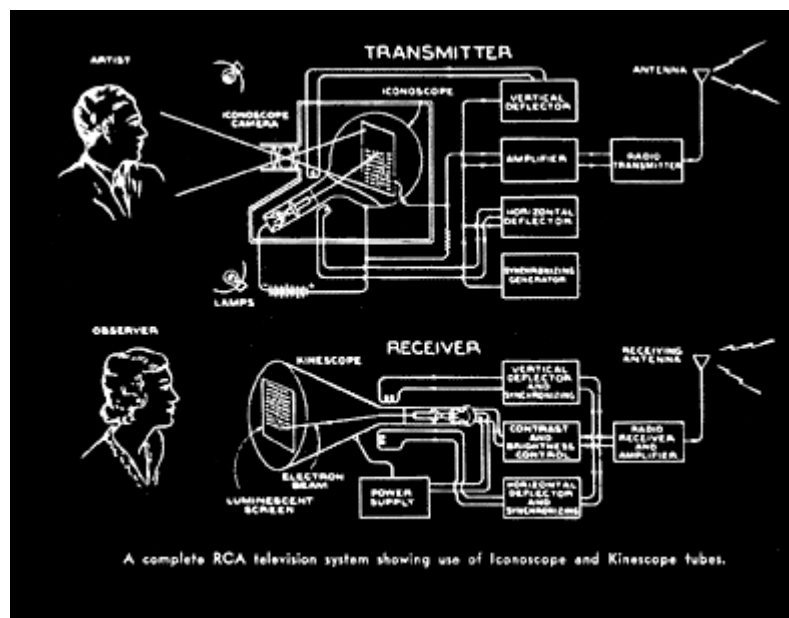 TRANSMITTER
ARTIST
ANTENNA
ICONOSCOPE
ICONOSCOPE
CAMERA
VERTICAL
DEFLECTOR
AMPLIFIER
RADIO
TRANSMITTER
HORIZONTAL
DEFLECTOR
SYNCHRONIZING
GENERATOR
LAMPS
- +
OBSERVER
RECEIVER
RECEIVING
ANTENNA
KINESCOPE
VERTICAL
DEFLECTOR
AND
SYNCHRONIZING
CONTRAST
AND
BRIGHTNESS
CONTROL
RADIO
RECEIVER
AND
AMPLIFIER
ELECTRON
BEAM
LUMINESCENT
SCREEN
POWER
SUPPLY
HORIZONTAL
DEFLECTOR
AND
SYNCHRONIZING
A complete RCA television system showing use of Iconoscope and Kinescope tubes.